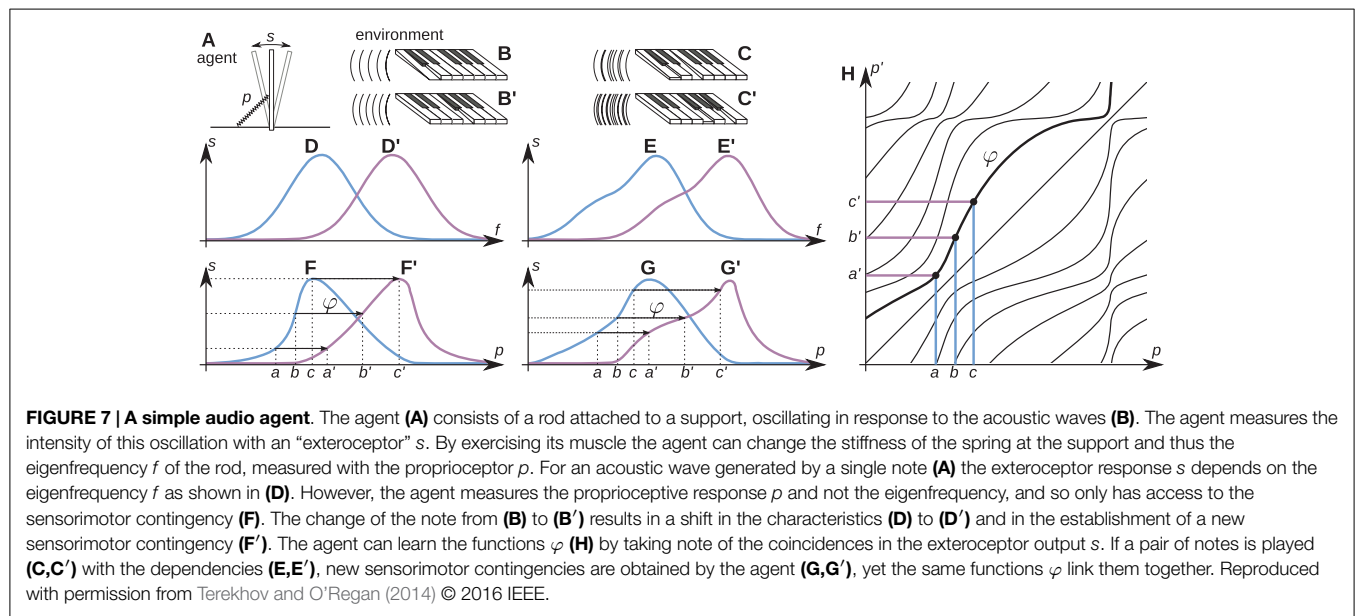 A
agent
s
p
environment
B
B'
C
C'
s
D
D'
f
s
E
E'
f
s
F
F'
φ
p
a b c a' b' c'
s
G
G'
φ
p
a b c a' b' c'
H
p'
φ
c'
b'
a'
a b c
p
FIGURE 7 | A simple audio agent. The agent (A) consists of a rod attached to a support, oscillating in response to the acoustic waves (B). The agent measures the
intensity of this oscillation with an “exteroceptor” s. By exercising its muscle the agent can change the stiffness of the spring at the support and thus the
eigenfrequency f of the rod, measured with the proprioceptor p. For an acoustic wave generated by a single note (A) the exteroceptor response s depends on the
eigenfrequency f as shown in (D). However, the agent measures the proprioceptive response p and not the eigenfrequency, and so only has access to the
sensorimotor contingency (F). The change of the note from (B) to (B′) results in a shift in the characteristics (D) to (D′) and in the establishment of a new
sensorimotor contingency (F′). The agent can learn the functions φ (H) by taking note of the coincidences in the exteroceptor output s. If a pair of notes is played
(C,C′) with the dependencies (E,E′), new sensorimotor contingencies are obtained by the agent (G,G′), yet the same functions φ link them together. Reproduced
with permission from Terekhov and O’Regan (2014) © 2016 IEEE.